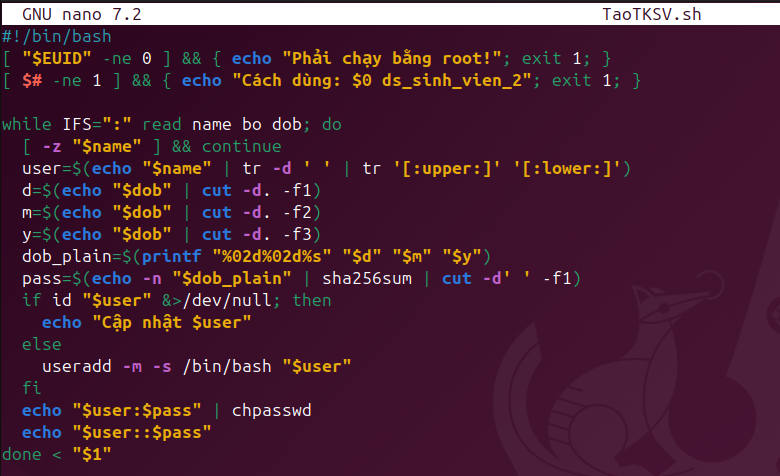 GNU nano 7.2 TaoTKSV.sh
#!/bin/bash
[ "$EUID" -ne 0 ] && { echo "Phải chạy bằng root!"; exit 1; }
[ $# -ne 1 ] && { echo "Cách dùng: $0 ds_sinh_vien_2"; exit 1; }

while IFS=":" read name bo dob; do
  [ -z "$name" ] && continue
  user=$(echo "$name" | tr -d ' ' | tr '[:upper:]' '[:lower:]')
  d=$(echo "$dob" | cut -d. -f1)
  m=$(echo "$dob" | cut -d. -f2)
  y=$(echo "$dob" | cut -d. -f3)
  dob_plain=$(printf "%02d%02d%s" "$d" "$m" "$y")
  pass=$(echo -n "$dob_plain" | sha256sum | cut -d' ' -f1)
  if id "$user" &>/dev/null; then
    echo "Cập nhật $user"
  else
    useradd -m -s /bin/bash "$user"
  fi
  echo "$user:$pass" | chpasswd
  echo "$user::$pass"
done < "$1"